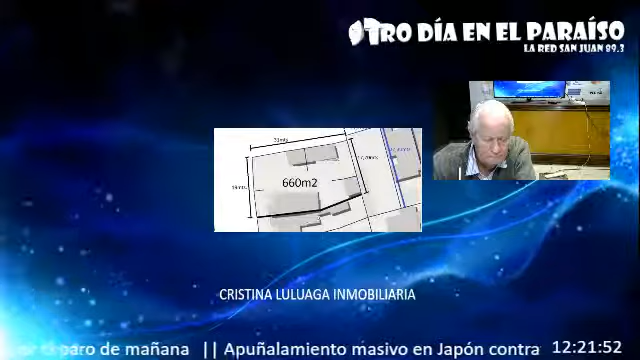 OTRO DÍA EN EL PARAÍSO
LA RED SAN JUAN 89.3
31mts
660m2
CRISTINA LULUAGA INMOBILIARIA
paro de mañana || Apuñalamiento masivo en Japón contra
12:21:52